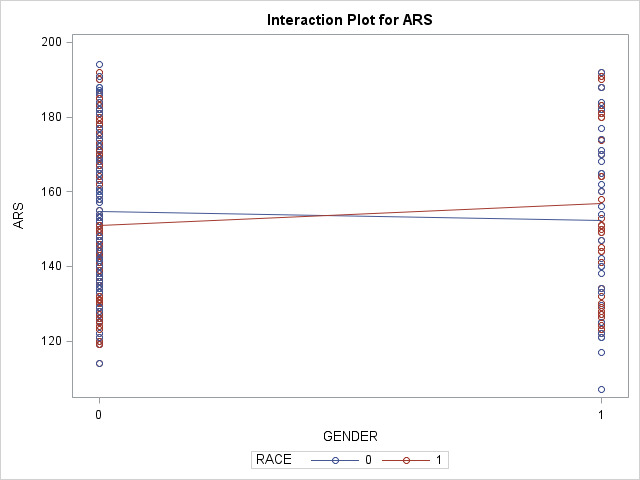 Interaction Plot for ARS
200
180
160
140
120
ARS
0 1
GENDER
RACE 0 1